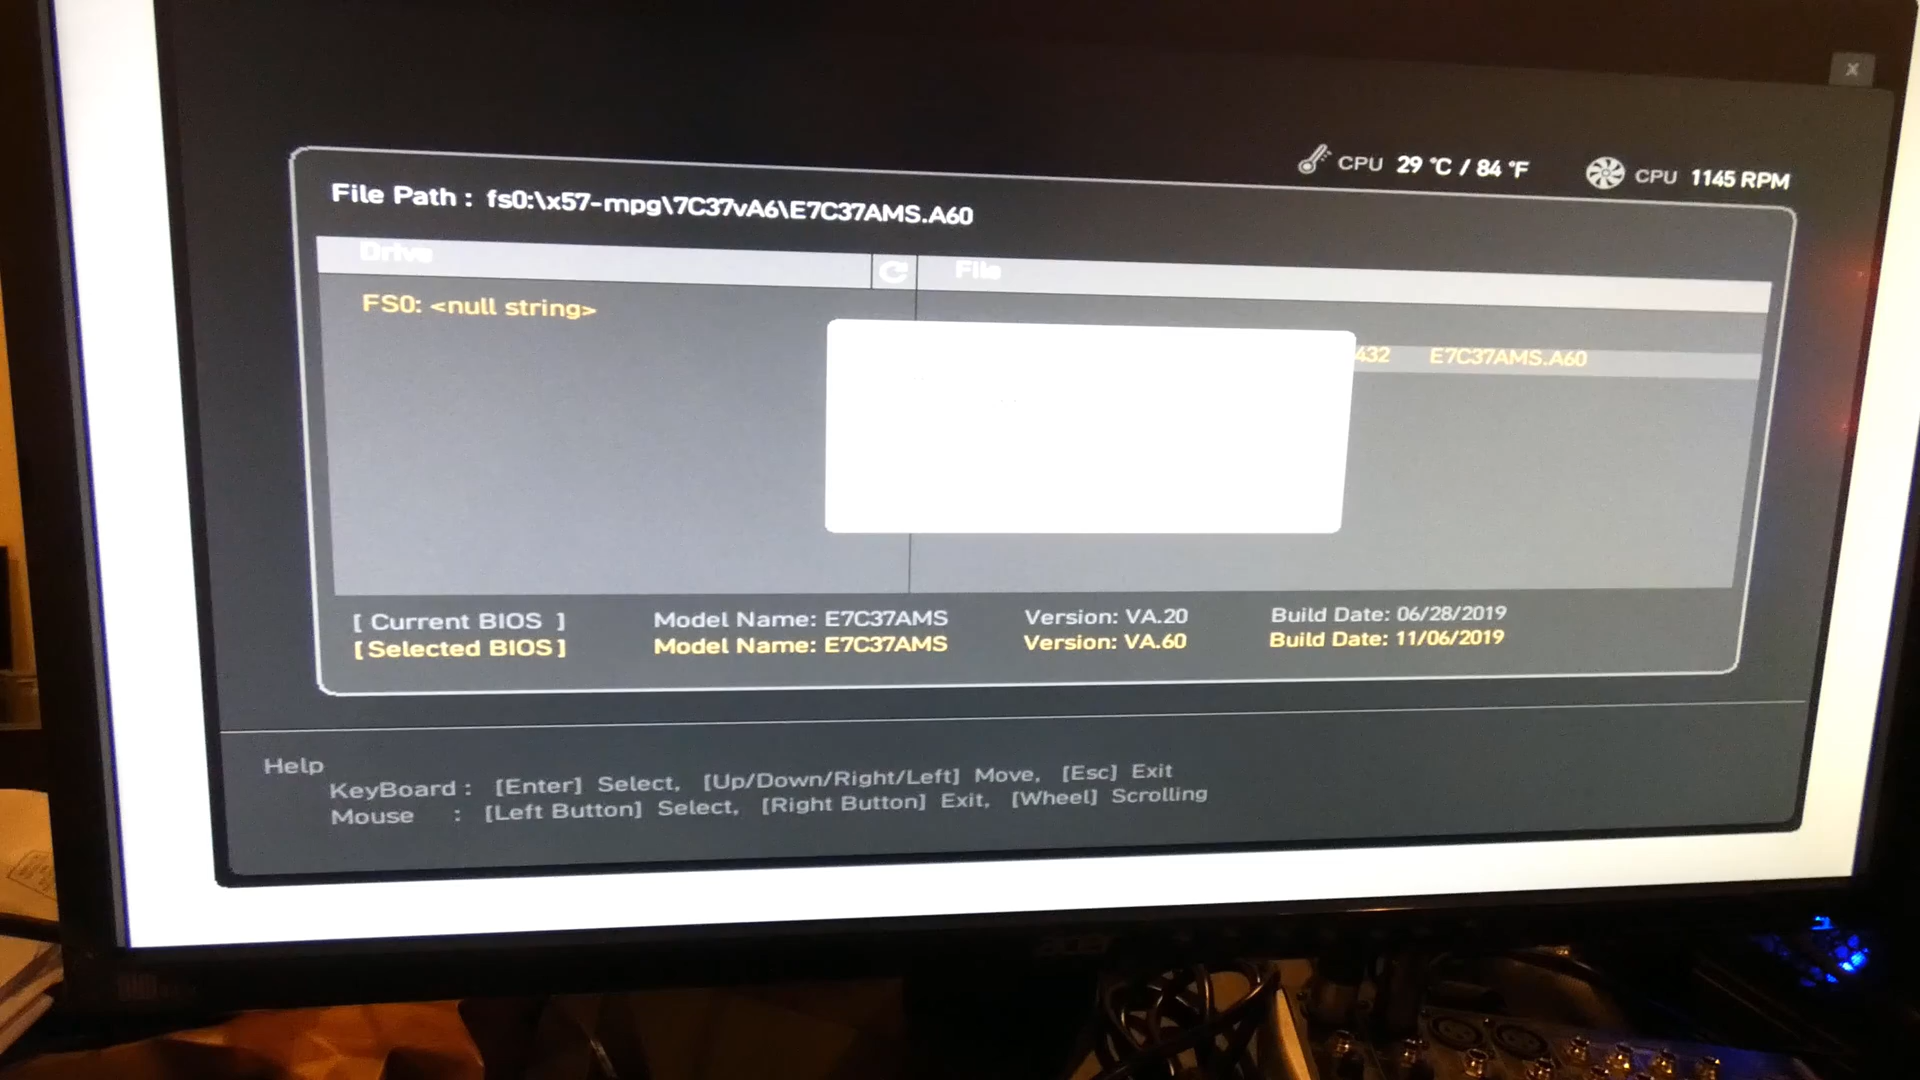 X
CPU 29 °C / 84 °F CPU 1145 RPM
File Path : fs0:\x57-mpg\7C37vA6\E7C37AMS.A60
Drive File
FS0: <null string>
432 E7C37AMS.A60
[ Current BIOS ] Model Name: E7C37AMS Version: VA.20 Build Date: 06/28/2019
[Selected BIOS] Model Name: E7C37AMS Version: VA.60 Build Date: 11/06/2019
Help
KeyBoard : [Enter] Select, [Up/Down/Right/Left] Move, [Esc] Exit
Mouse : [Left Button] Select, [Right Button] Exit, [Wheel] Scrolling
acer